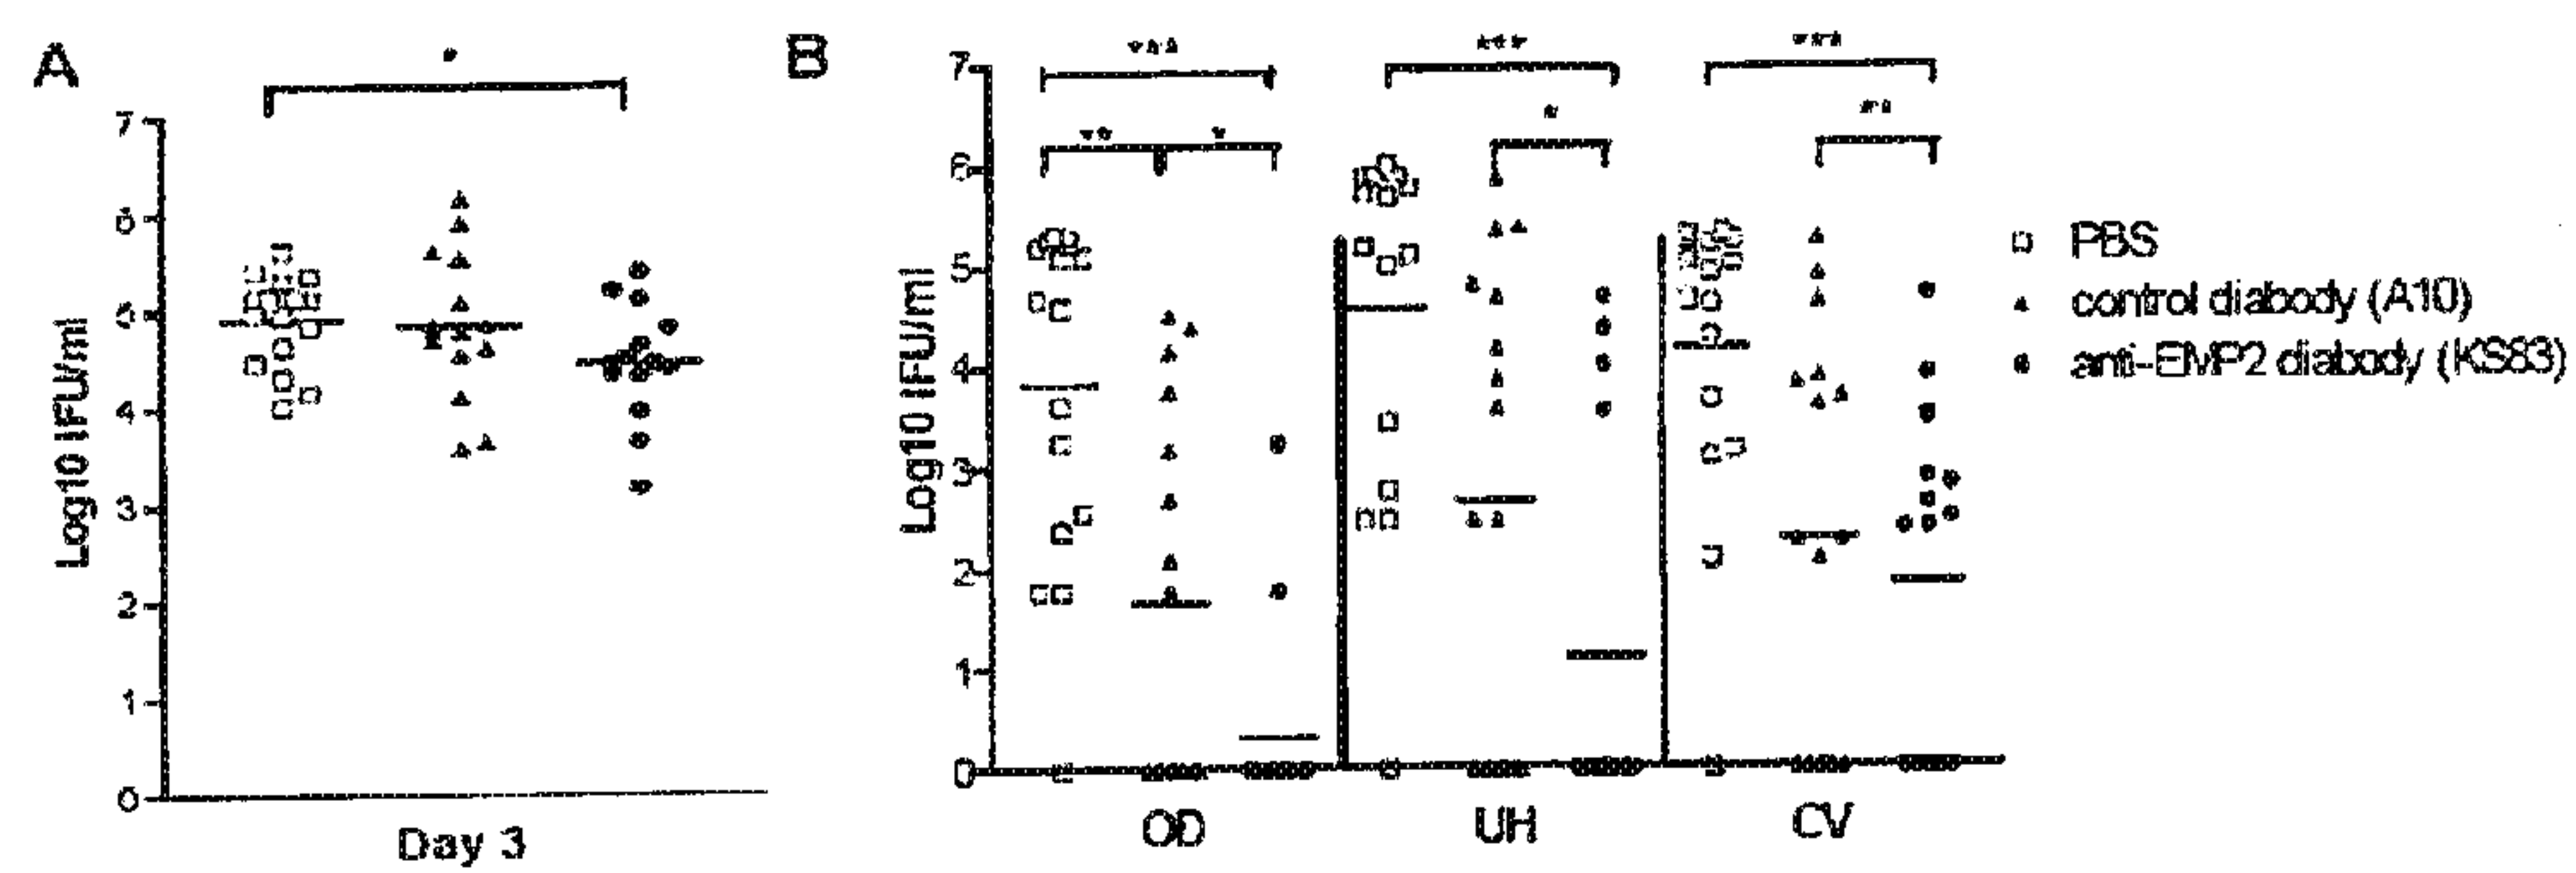 A
*
7
6
5
4
3
2
1
0
Log10 IFU/ml
Day 3
B
*** *** ***
** * * **
7
6
5
4
3
2
1
0
Log10 IFU/ml
OD UH CV
PBS
control diabody (A10)
anti-EMP2 diabody (KS83)